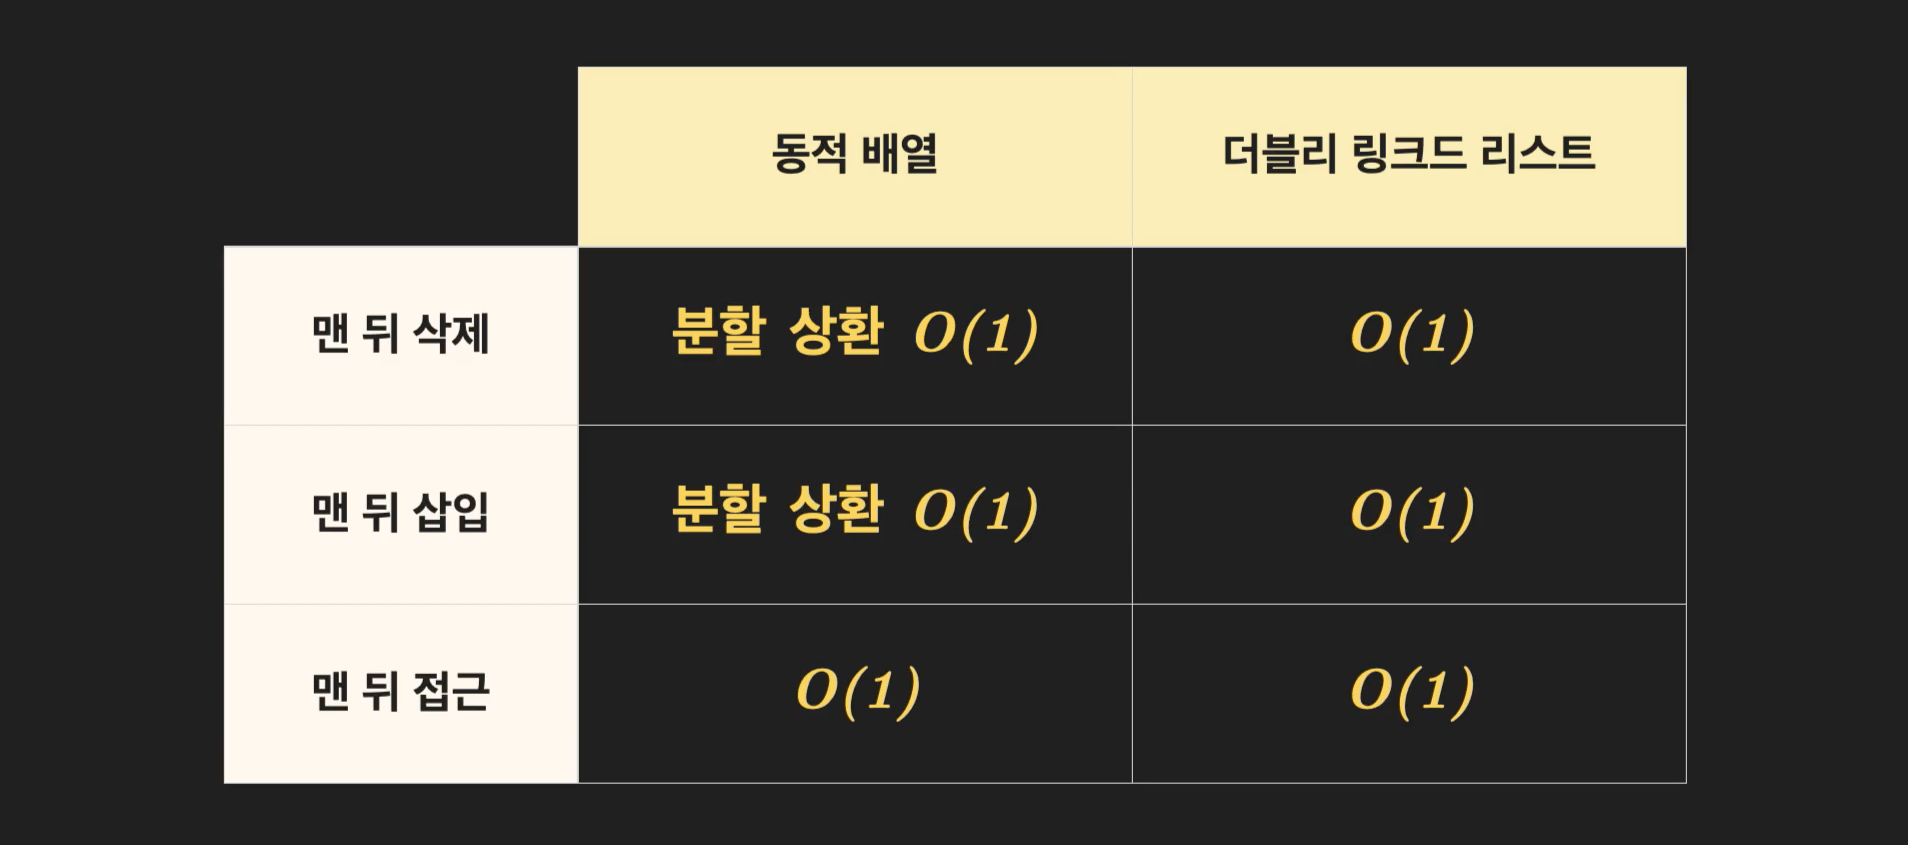 동적 배열 더블리 링크드 리스트
맨 뒤 삭제 분할 상환 O(1) O(1)
맨 뒤 삽입 분할 상환 O(1) O(1)
맨 뒤 접근 O(1) O(1)